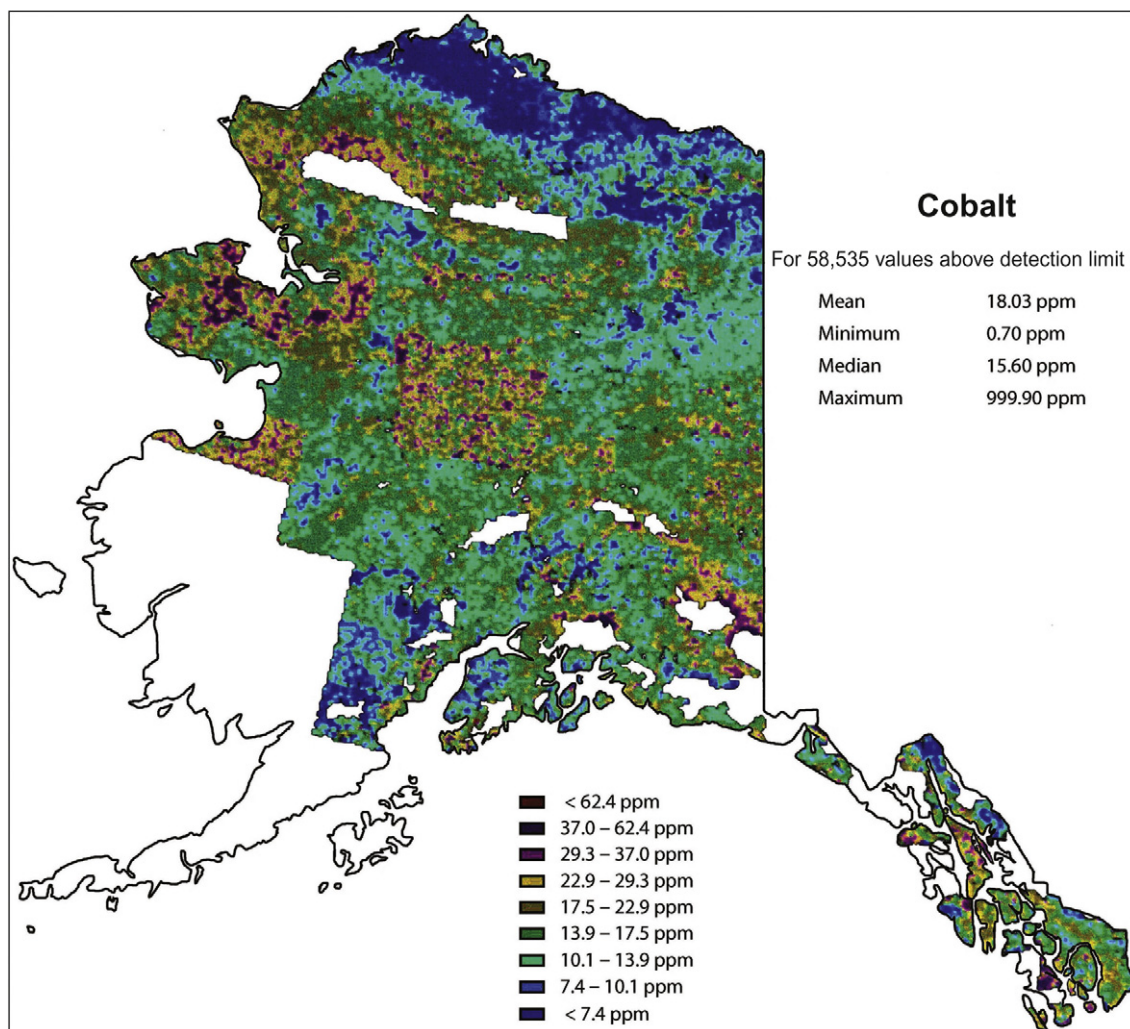 Cobalt
For 58,535 values above detection limit
Mean 18.03 ppm
Minimum 0.70 ppm
Median 15.60 ppm
Maximum 999.90 ppm
< 62.4 ppm
37.0 – 62.4 ppm
29.3 – 37.0 ppm
22.9 – 29.3 ppm
17.5 – 22.9 ppm
13.9 – 17.5 ppm
10.1 – 13.9 ppm
7.4 – 10.1 ppm
< 7.4 ppm